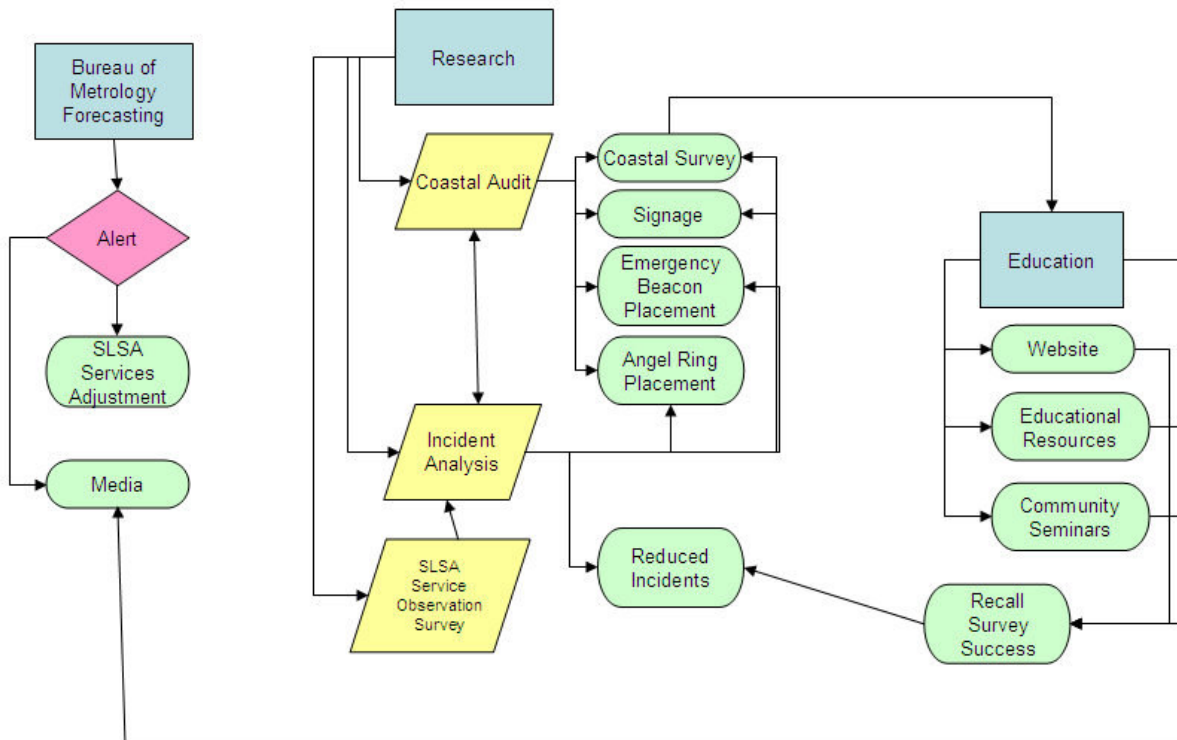 Bureau of
Metrology
Forecasting
Alert
SLSA
Services
Adjustment
Media
Research
Coastal Audit
Incident
Analysis
SLSA
Service
Observation
Survey
Coastal Survey
Signage
Emergency
Beacon
Placement
Angel Ring
Placement
Reduced
Incidents
Education
Website
Educational
Resources
Community
Seminars
Recall
Survey
Success